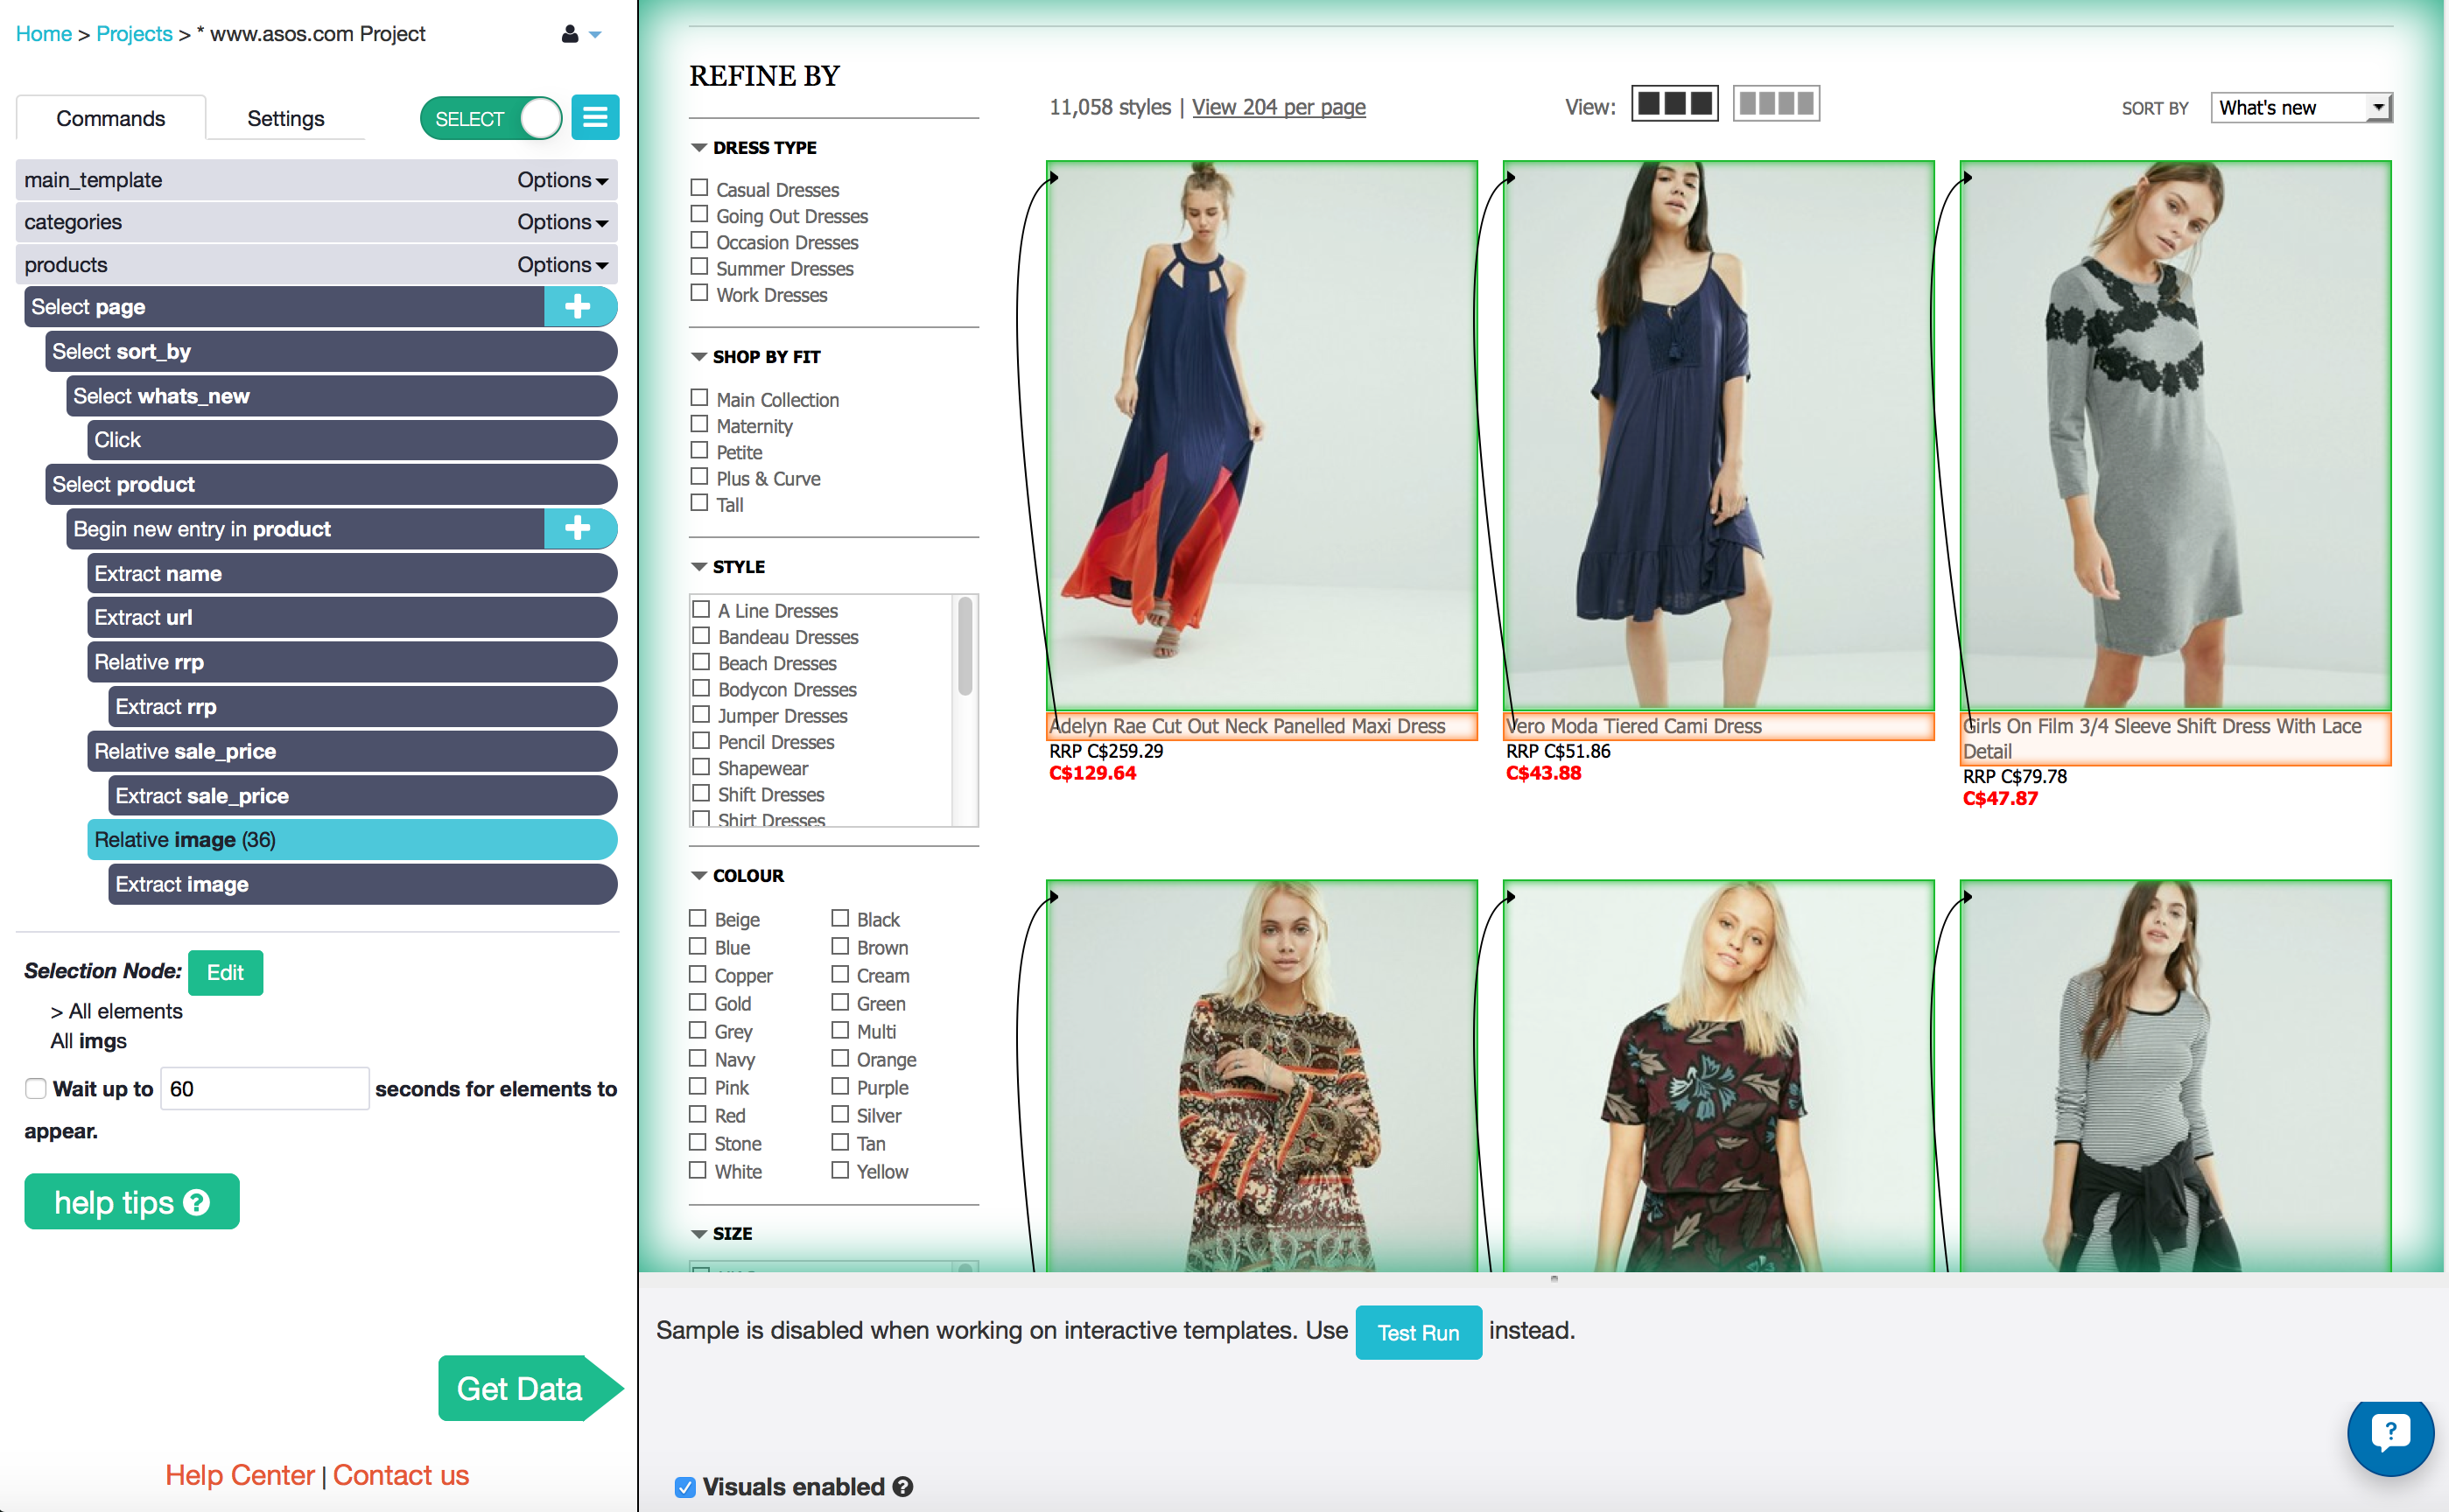 Home > Projects > * www.asos.com Project
Commands
Settings
SELECT
main_template
Options
categories
Options
products
Options
Select page
Select sort_by
Select whats_new
Click
Select product
Begin new entry in product
Extract name
Extract url
Relative rrp
Extract rrp
Relative sale_price
Extract sale_price
Relative image (36)
Extract image
Selection Node: Edit
> All elements
All imgs
Wait up to 60 seconds for elements to
appear.
help tips ?
Get Data
Help Center | Contact us
REFINE BY
11,058 styles | View 204 per page
View:
SORT BY
What's new
DRESS TYPE
Casual Dresses
Going Out Dresses
Occasion Dresses
Summer Dresses
Work Dresses
SHOP BY FIT
Main Collection
Maternity
Petite
Plus & Curve
Tall
STYLE
A Line Dresses
Bandeau Dresses
Beach Dresses
Bodycon Dresses
Jumper Dresses
Pencil Dresses
Shapewear
Shift Dresses
Shirt Dresses
COLOUR
Beige
Black
Blue
Brown
Copper
Cream
Gold
Green
Grey
Multi
Navy
Orange
Pink
Purple
Red
Silver
Stone
Tan
White
Yellow
SIZE
Adelyn Rae Cut Out Neck Panelled Maxi Dress
RRP C$259.29
C$129.64
Vero Moda Tiered Cami Dress
RRP C$51.86
C$43.88
Girls On Film 3/4 Sleeve Shift Dress With Lace
Detail
RRP C$79.78
C$47.87
Sample is disabled when working on interactive templates. Use Test Run instead.
Visuals enabled ?
?